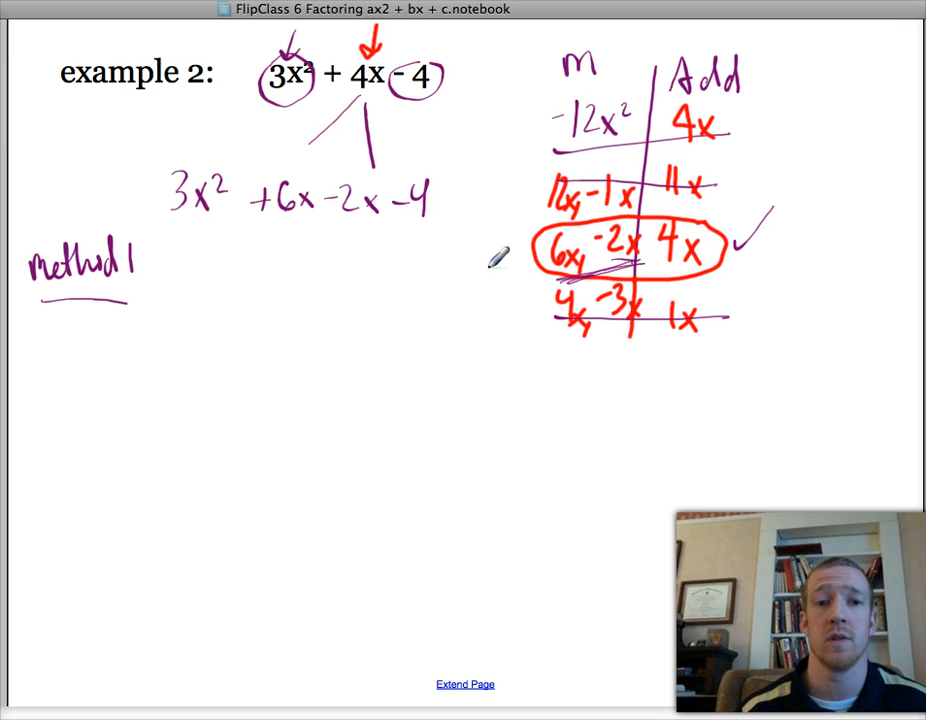 FlipClass 6 Factoring ax2 + bx + c.notebook
example 2: 3x² + 4x - 4
3x² +6x -2x -4
method 1
M Add
-12x² 4x
12x, -1x 11x
6x, -2x 4x ✓
4x, -3x 1x
Extend Page